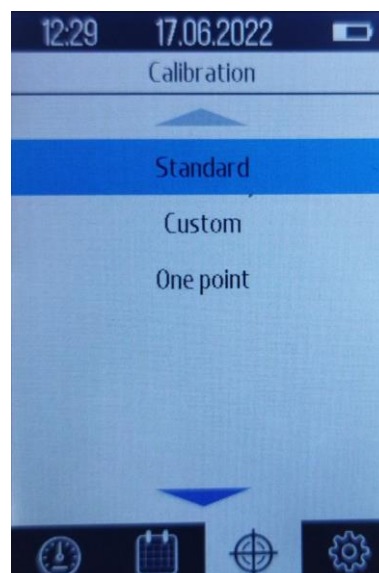 12:29 17.06.2022
Calibration
Standard
Custom
One point